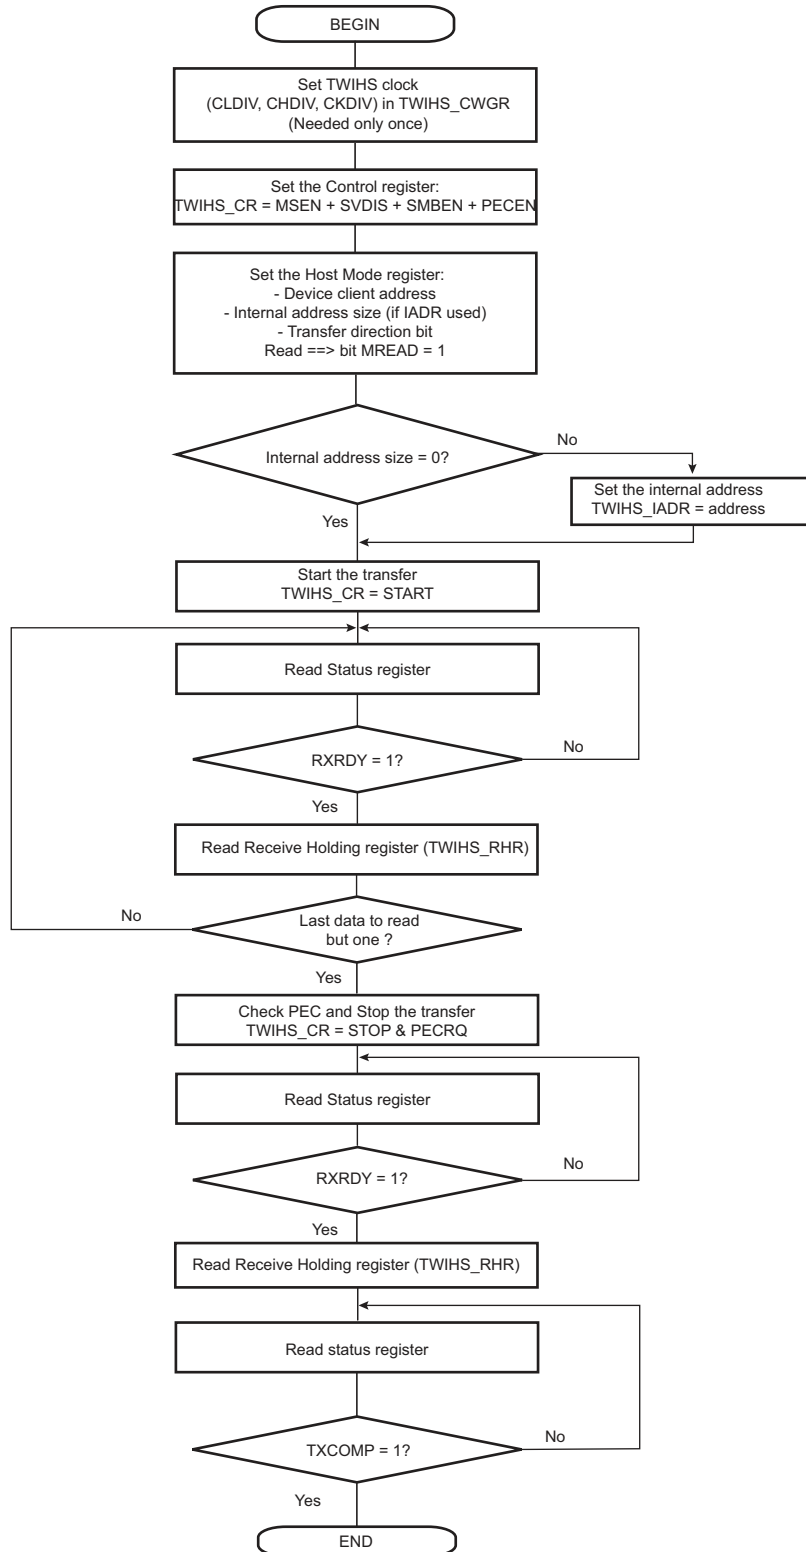 BEGIN
Set TWIHS clock
(CLDIV, CHDIV, CKDIV) in TWIHS_CWGR
(Needed only once)
Set the Control register:
TWIHS_CR = MSEN + SVDIS + SMBEN + PECEN
Set the Host Mode register:
- Device client address
- Internal address size (if IADR used)
- Transfer direction bit
Read ==> bit MREAD = 1
Internal address size = 0?
No
Set the internal address
TWIHS_IADR = address
Yes
Start the transfer
TWIHS_CR = START
Read Status register
RXRDY = 1?
No
Yes
Read Receive Holding register (TWIHS_RHR)
Last data to read
but one ?
No
Yes
Check PEC and Stop the transfer
TWIHS_CR = STOP & PECRQ
Read Status register
RXRDY = 1?
No
Yes
Read Receive Holding register (TWIHS_RHR)
Read status register
TXCOMP = 1?
No
Yes
END